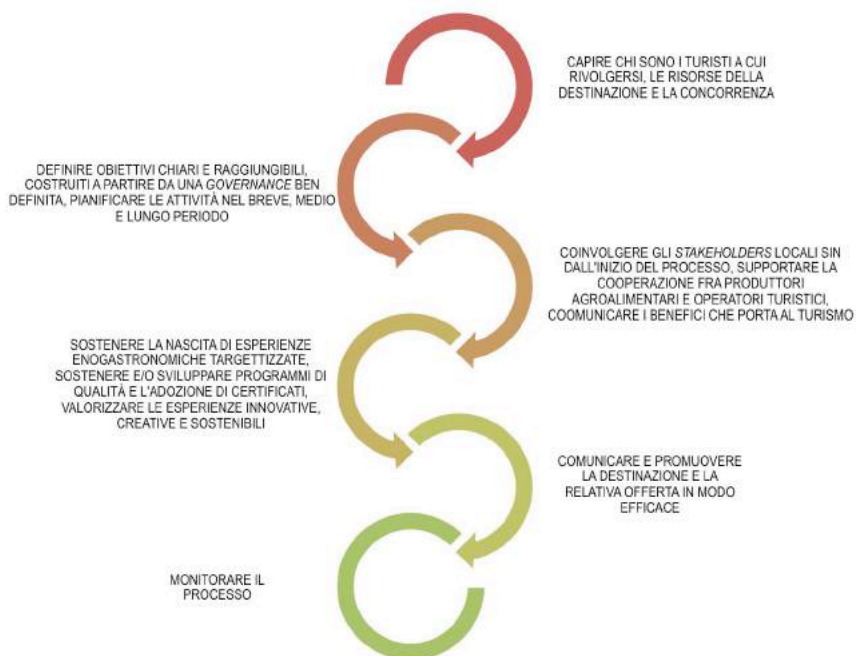 CAPIRE CHI SONO I TURISTI A CUI
RIVOLGERSI, LE RISORSE DELLA
DESTINAZIONE E LA CONCORRENZA
DEFINIRE OBIETTIVI CHIARI E RAGGIUNGIBILI,
COSTRUITI A PARTIRE DA UNA GOVERNANCE BEN
DEFINITA, PIANIFICARE LE ATTIVITÀ NEL BREVE, MEDIO
E LUNGO PERIODO
COINVOLGERE GLI STAKEHOLDERS LOCALI SIN
DALL'INIZIO DEL PROCESSO, SUPPORTARE LA
COOPERAZIONE FRA PRODUTTORI
AGROALIMENTARI E OPERATORI TURISTICI,
COOMUNICARE I BENEFICI CHE PORTA AL TURISMO
SOSTENERE LA NASCITA DI ESPERIENZE
ENOGASTRONOMICHE TARGETTIZZATE,
SOSTENERE E/O SVILUPPARE PROGRAMMI DI
QUALITÀ E L'ADOZIONE DI CERTIFICATI,
VALORIZZARE LE ESPERIENZE INNOVATIVE,
CREATIVE E SOSTENIBILI
COMUNICARE E PROMUOVERE
LA DESTINAZIONE E LA
RELATIVA OFFERTA IN MODO
EFFICACE
MONITORARE IL
PROCESSO